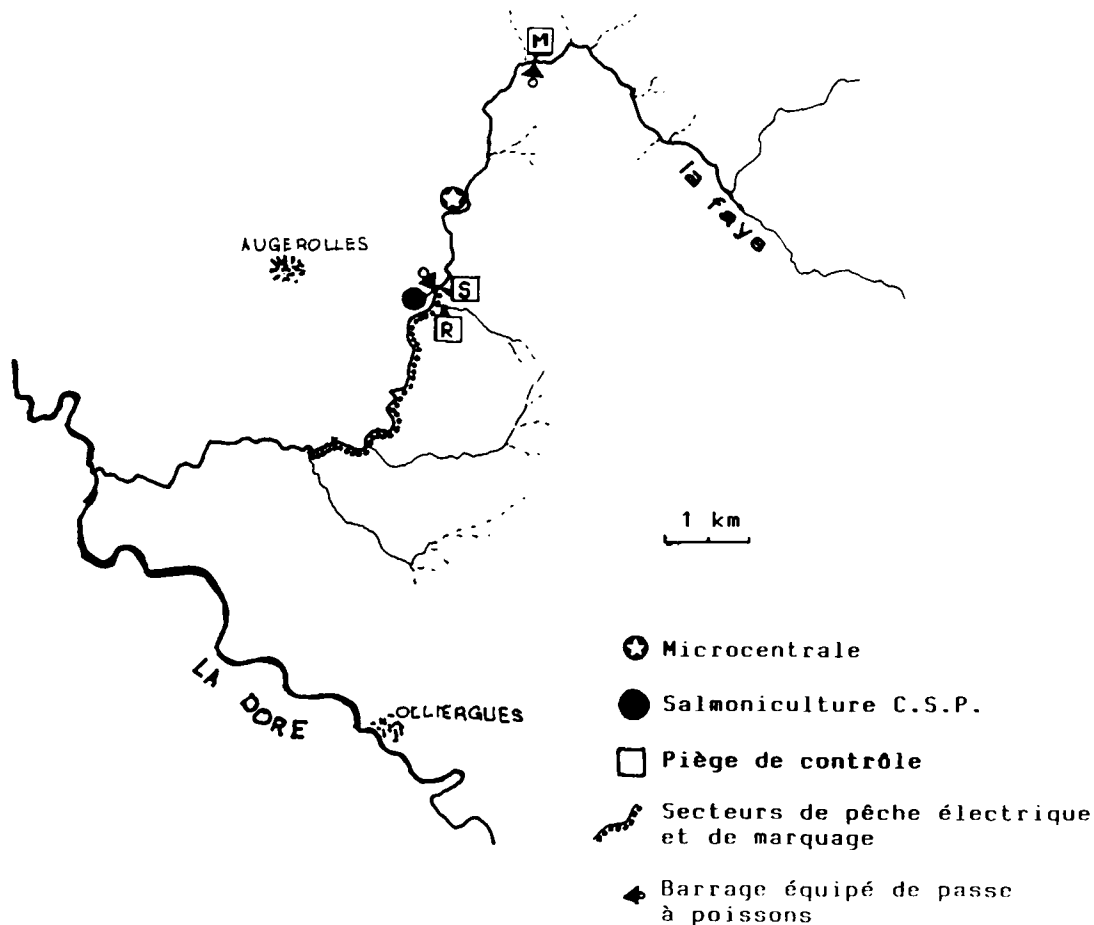 M
la faye
AUGEROLLES
S
R
1 km
LA DORE
OLLIERGUES
Microcentrale
Salmoniculture C.S.P.
Piège de contrôle
Secteurs de pêche électrique
et de marquage
Barrage équipé de passe
à poissons